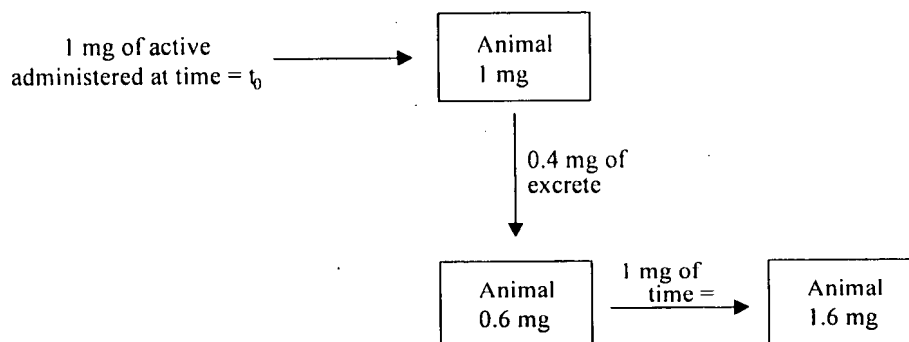 1 mg of active
administered at time = t₀
Animal
1 mg
0.4 mg of
excrete
Animal
0.6 mg
1 mg of
time =
Animal
1.6 mg